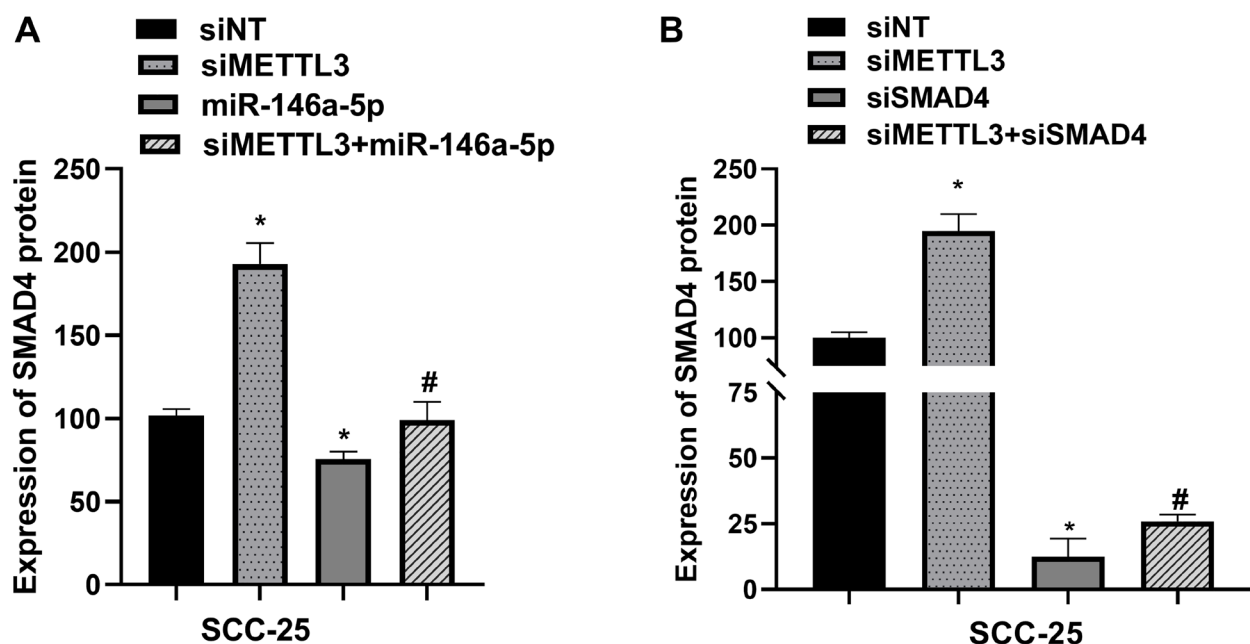 A
siNT
siMETTL3
miR-146a-5p
siMETTL3+miR-146a-5p
Expression of SMAD4 protein
250
200
150
100
50
0
*
*
#
SCC-25
B
siNT
siMETTL3
siSMAD4
siMETTL3+siSMAD4
Expression of SMAD4 protein
250
200
150
100
75
50
25
0
*
*
#
SCC-25